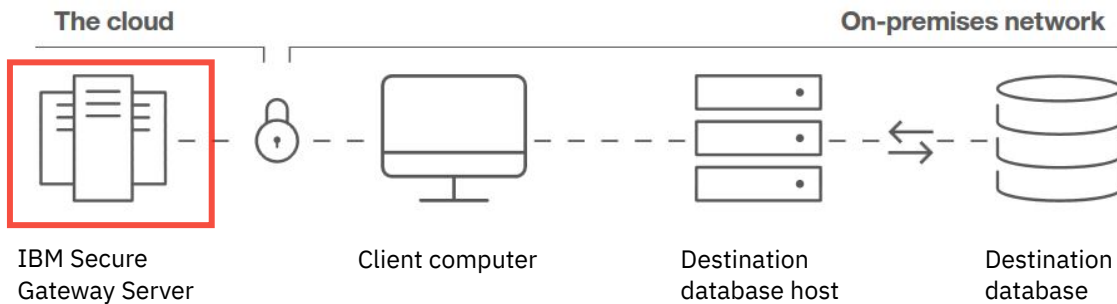 The cloud
On-premises network
IBM Secure
Gateway Server
Client computer
Destination
database host
Destination
database